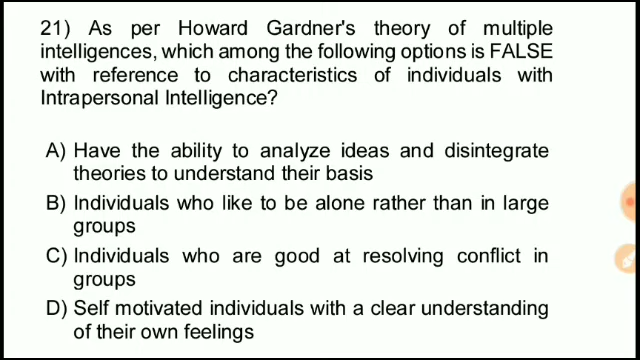 21) As per Howard Gardner's theory of multiple
intelligences, which among the following options is FALSE
with reference to characteristics of individuals with
Intrapersonal Intelligence?
A) Have the ability to analyze ideas and disintegrate
theories to understand their basis
B) Individuals who like to be alone rather than in large
groups
C) Individuals who are good at resolving conflict in
groups
D) Self motivated individuals with a clear understanding
of their own feelings